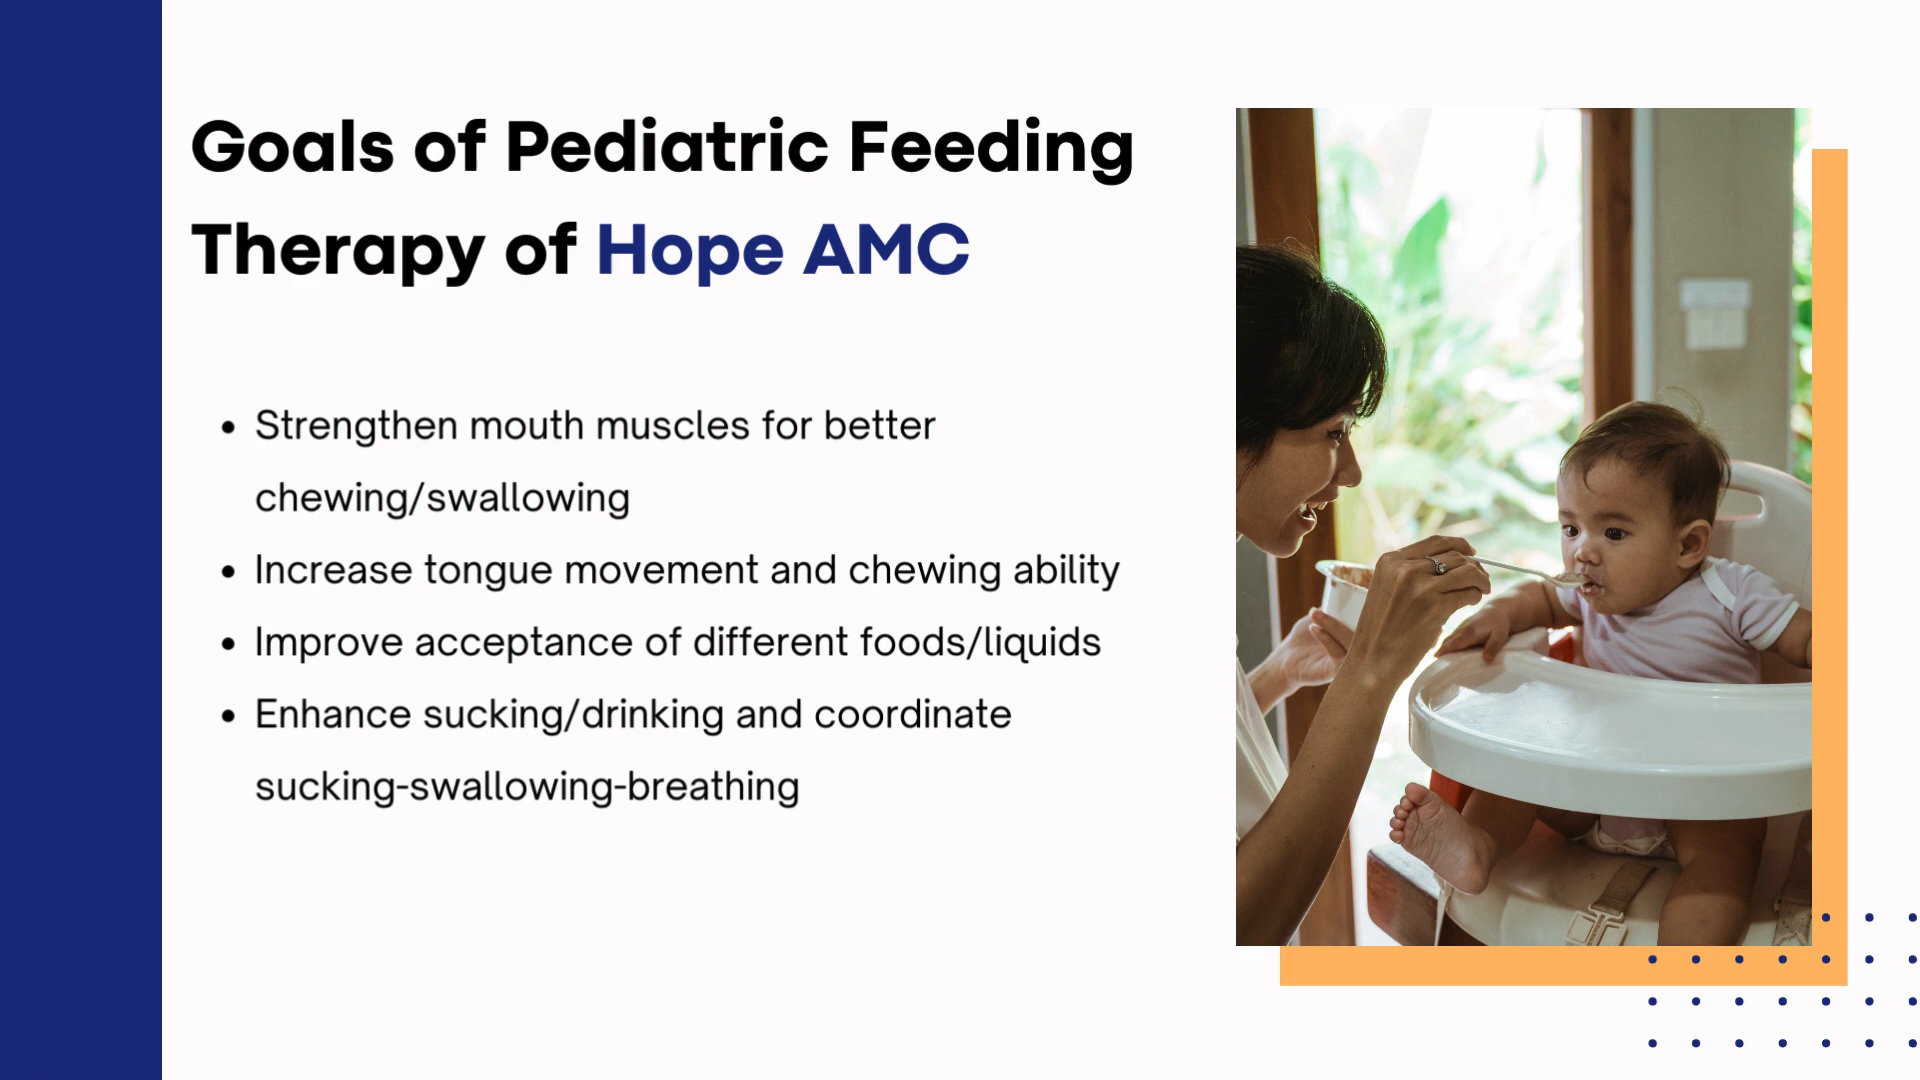 Goals of Pediatric Feeding
Therapy of Hope AMC
• Strengthen mouth muscles for better
chewing/swallowing
• Increase tongue movement and chewing ability
• Improve acceptance of different foods/liquids
• Enhance sucking/drinking and coordinate
sucking-swallowing-breathing